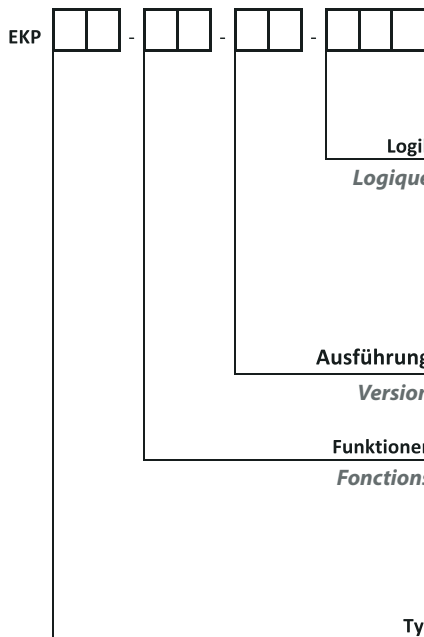 EKP - - -
Logi
Logique
Ausführung
Version
Funktionen
Fonctions
Ty